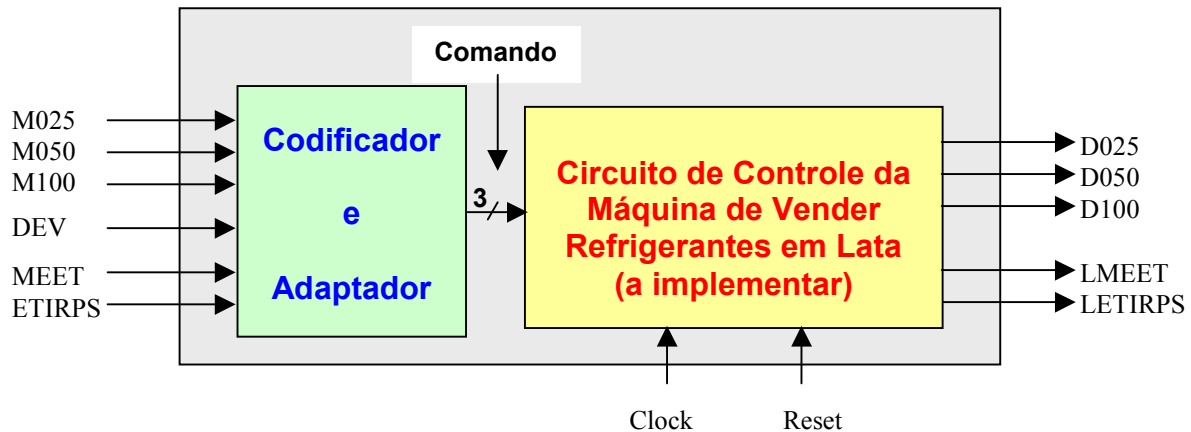 Comando
M025
M050
M100
DEV
MEET
ETIRPS
Codificador
e
Adaptador
3
Circuito de Controle da
Máquina de Vender
Refrigerantes em Lata
(a implementar)
D025
D050
D100
LMEET
LETIRPS
Clock
Reset